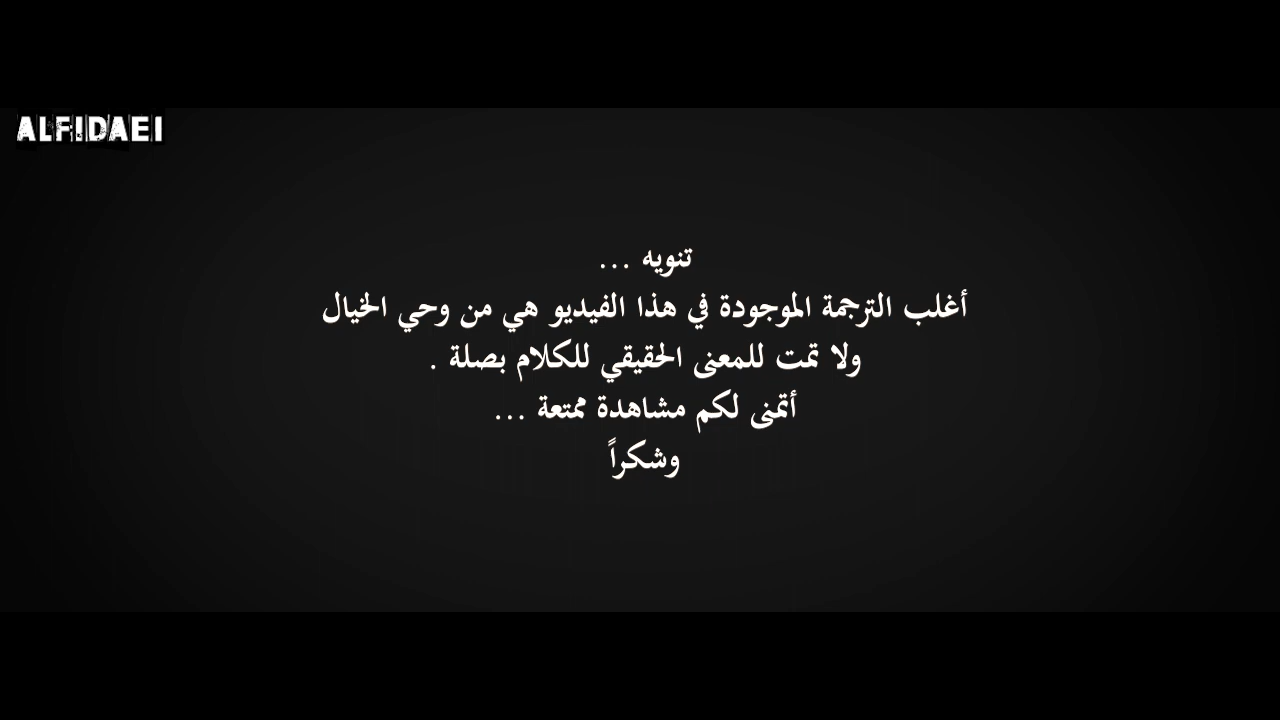 ALFIDAEI
تنويه ...
أغلب الترجمة الموجودة في هذا الفيديو هي من وحي الخيال
ولا تمت للمعنى الحقيقي للكلام بصلة .
أتمنى لكم مشاهدة ممتعة ...
وشكراً